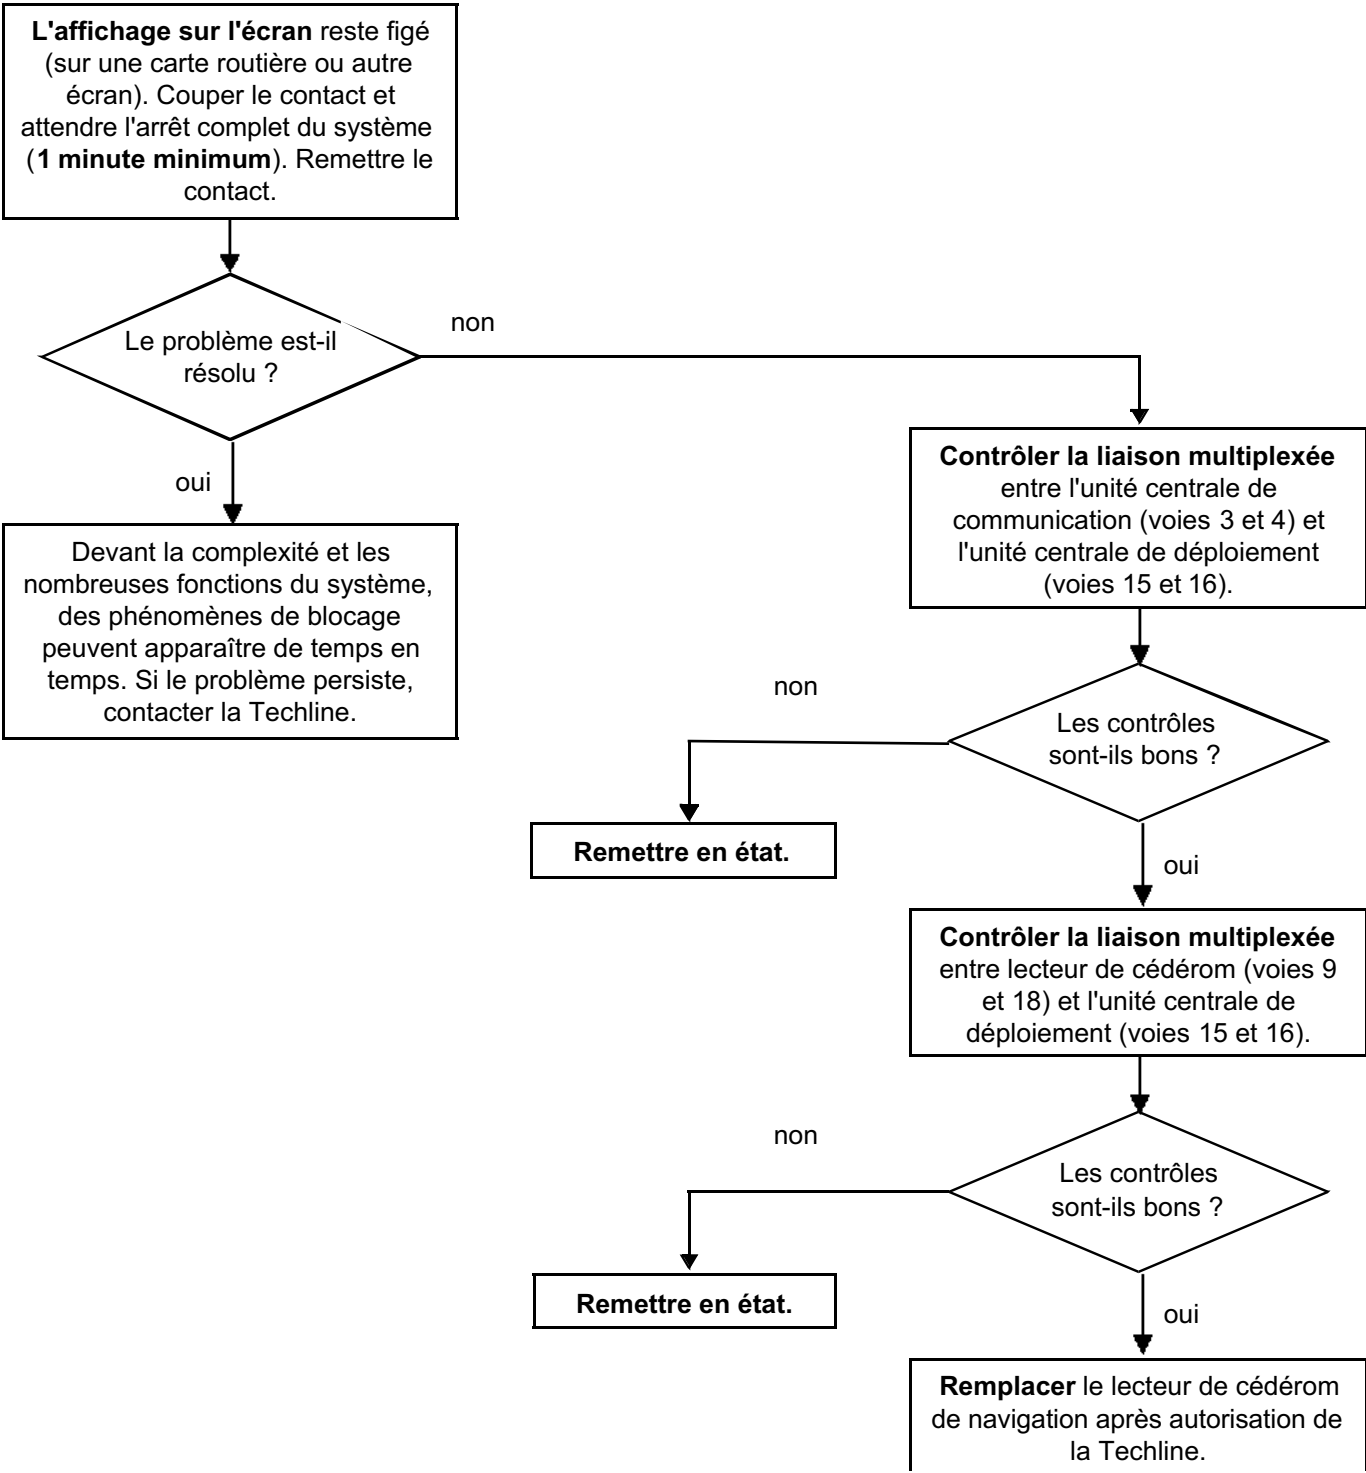 L'affichage sur l'écran reste figé
(sur une carte routière ou autre
écran). Couper le contact et
attendre l'arrêt complet du système
(1 minute minimum). Remettre le
contact.
Le problème est-il
résolu ?
non
oui
Devant la complexité et les
nombreuses fonctions du système,
des phénomènes de blocage
peuvent apparaître de temps en
temps. Si le problème persiste,
contacter la Techline.
Contrôler la liaison multiplexée
entre l'unité centrale de
communication (voies 3 et 4) et
l'unité centrale de déploiement
(voies 15 et 16).
non
Les contrôles
sont-ils bons ?
Remettre en état.
oui
Contrôler la liaison multiplexée
entre lecteur de cédérom (voies 9
et 18) et l'unité centrale de
déploiement (voies 15 et 16).
non
Les contrôles
sont-ils bons ?
Remettre en état.
oui
Remplacer le lecteur de cédérom
de navigation après autorisation de
la Techline.